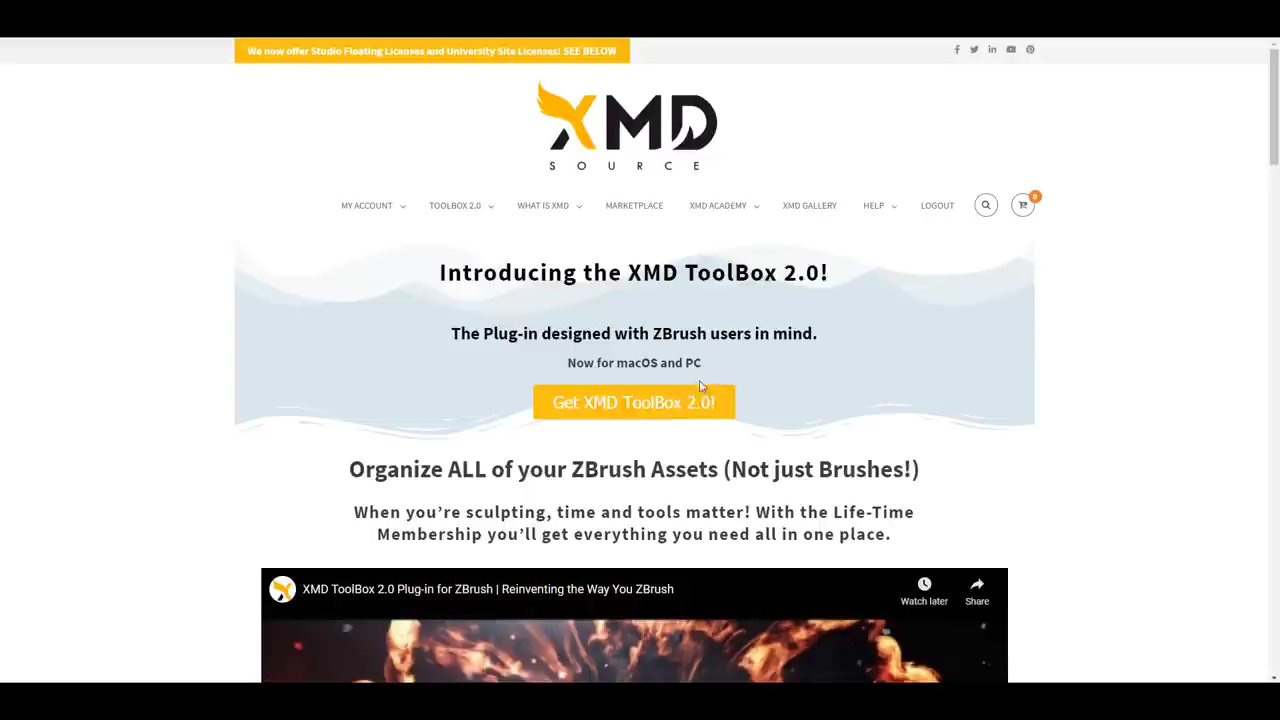 We now offer Studio Floating Licenses and University Site Licenses! SEE BELOW
XMD
SOURCE
MY ACCOUNT TOOLBOX 2.0 WHAT IS XMD MARKETPLACE XMD ACADEMY XMD GALLERY HELP LOGOUT 0
Introducing the XMD ToolBox 2.0!
The Plug-in designed with ZBrush users in mind.
Now for macOS and PC
Get XMD ToolBox 2.0!
Organize ALL of your ZBrush Assets (Not just Brushes!)
When you’re sculpting, time and tools matter! With the Life-Time
Membership you’ll get everything you need all in one place.
XMD ToolBox 2.0 Plug-in for ZBrush | Reinventing the Way You ZBrush
Watch later Share